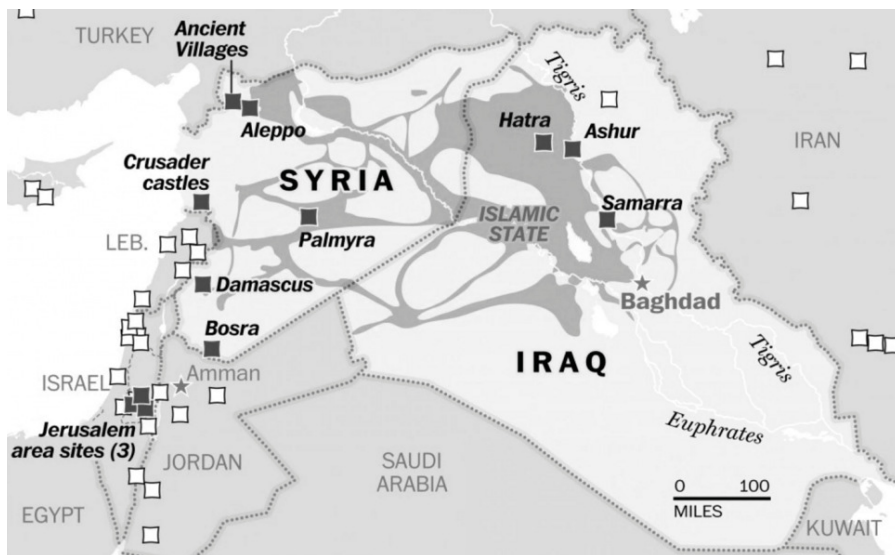 TURKEY
Ancient
Villages
Tigris
Aleppo
Hatra
Ashur
IRAN
Crusader
castles
SYRIA
Samarra
ISLAMIC
STATE
LEB.
Palmyra
Damascus
Baghdad
Bosra
IRAQ
Tigris
ISRAEL
Amman
Euphrates
Jerusalem
area sites (3)
JORDAN
SAUDI
ARABIA
0 100
MILES
EGYPT
KUWAIT